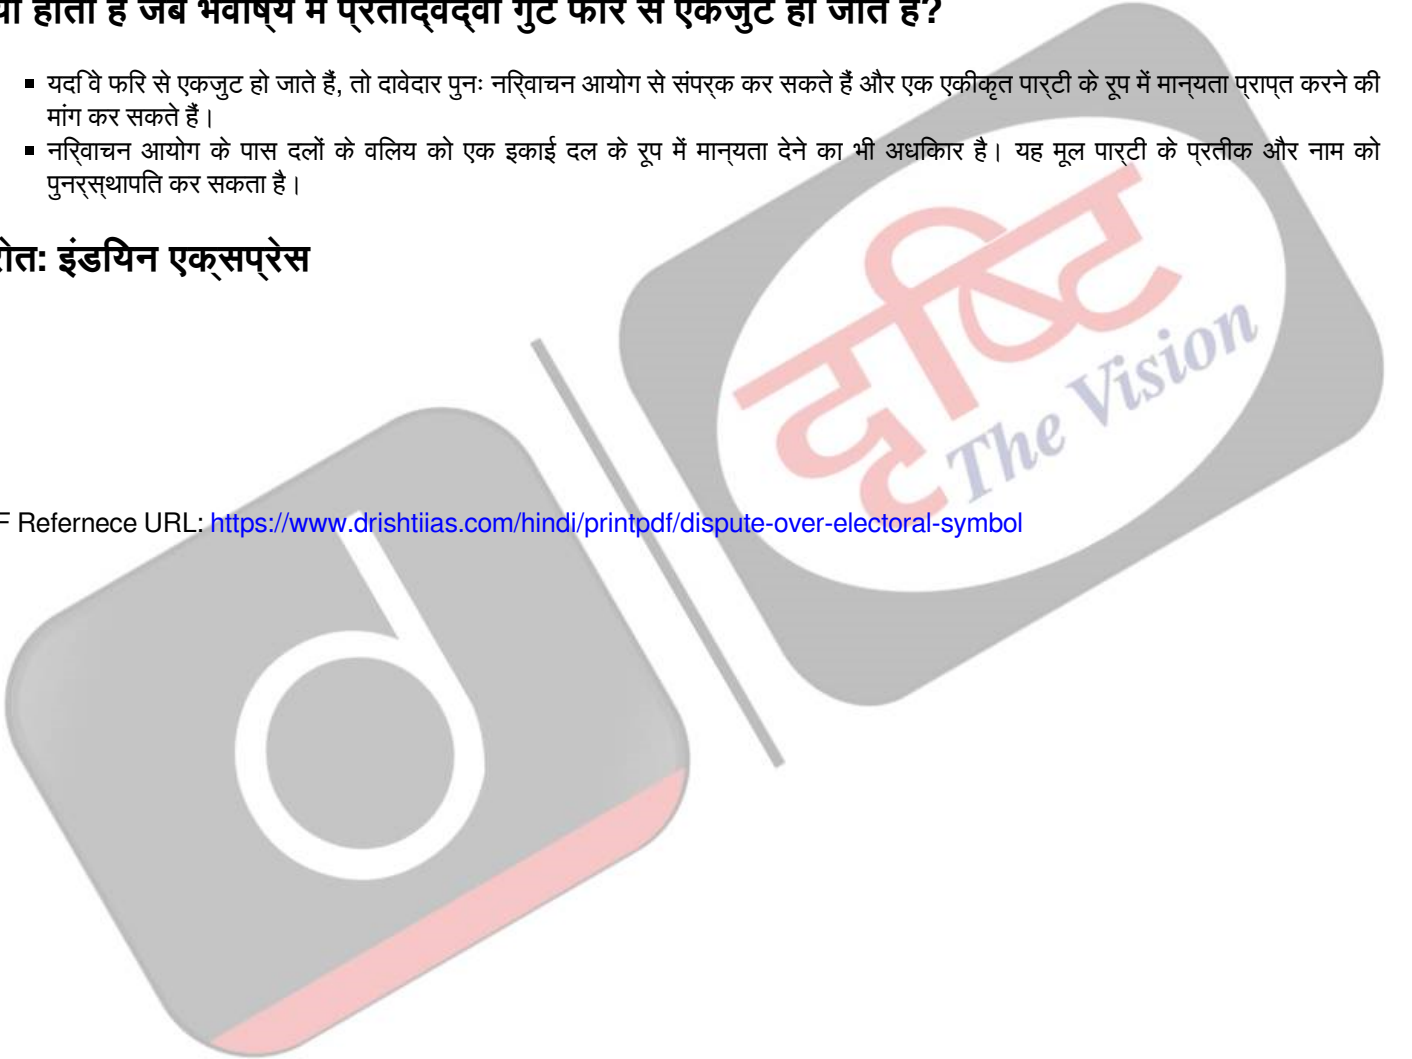 या होता है जब भविष्य में प्रतिद्वंद्वी गुट फिर से एकजुट हो जाते हैं?
▪ यदि वे फिर से एकजुट हो जाते हैं, तो दावेदार पुनः निर्वाचन आयोग से संपर्क कर सकते हैं और एक एकीकृत पार्टी के रूप में मान्यता प्राप्त करने की
मांग कर सकते हैं।
▪ निर्वाचन आयोग के पास दलों के विलय को एक इकाई दल के रूप में मान्यता देने का भी अधिकार है। यह मूल पार्टी के प्रतीक और नाम को
पुनर्स्थापित कर सकता है।
रोत: इंडियन एक्सप्रेस
दृष्टि
The Vision
F Refernece URL: https://www.drishtiias.com/hindi/printpdf/dispute-over-electoral-symbol
d